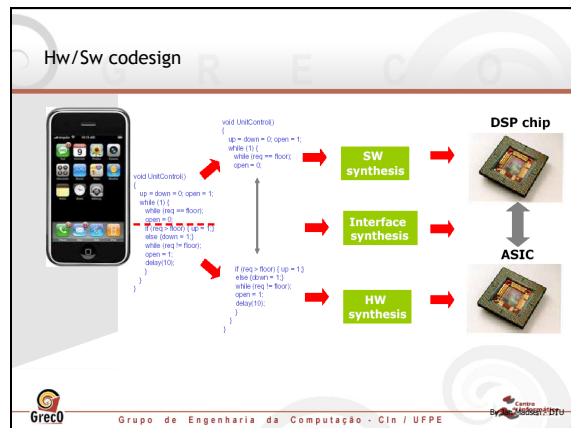 Hw/Sw codesign
G R E C O
void UnitControl()
{
up = down = 0; open = 1;
while (1) {
while (req == floor);
open = 0;
if (req > floor) { up = 1;}
else {down = 1;}
while (req != floor);
open = 1;
delay(10);
}
}
void UnitControl()
{
up = down = 0; open = 1;
while (1) {
while (req == floor);
open = 0;
if (req > floor) { up = 1;}
else {down = 1;}
while (req != floor);
open = 1;
delay(10);
}
}
SW
synthesis
Interface
synthesis
HW
synthesis
DSP chip
ASIC
GrecO
Grupo de Engenharia da Computação - CIn / UFPE
Centro